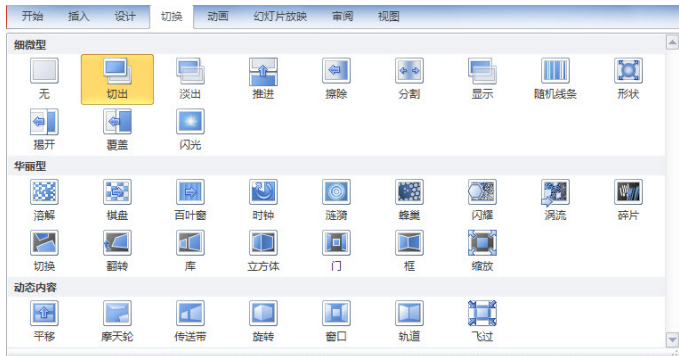 开始 插入 设计 切换 动画 幻灯片放映 审阅 视图
细微型
无 切出 淡出 推进 擦除 分割 显示 随机线条 形状
揭开 覆盖 闪光
华丽型
溶解 棋盘 百叶窗 时钟 涟漪 蜂巢 闪耀 涡流 碎片
切换 翻转 库 立方体 门 框 缩放
动态内容
平移 摩天轮 传送带 旋转 窗口 轨道 飞过